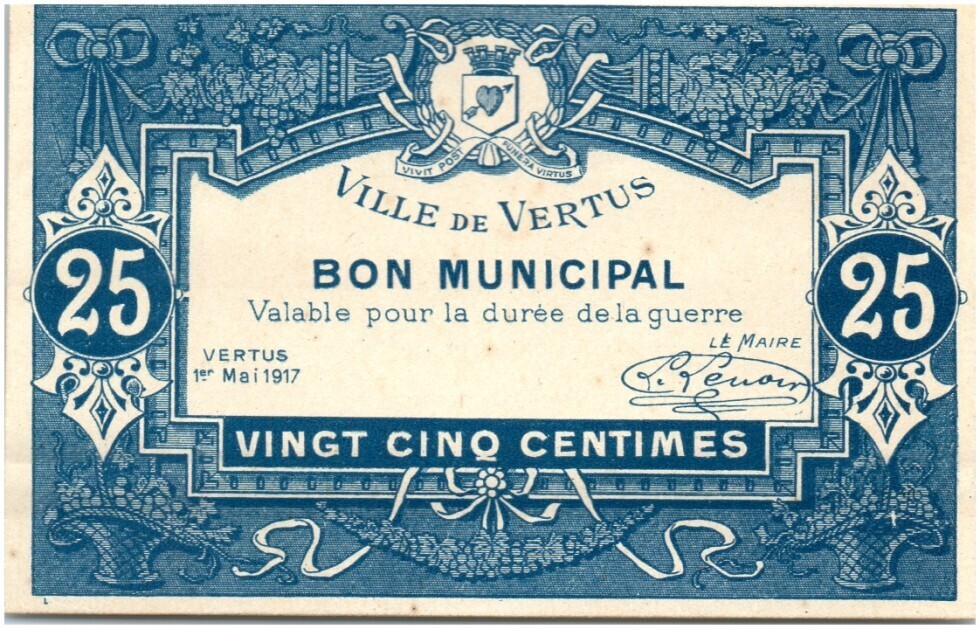 VIVIT POST FUNERA VIRTUS
VILLE DE VERTUS
BON MUNICIPAL
Valable pour la durée de la guerre
25
25
LE MAIRE
VERTUS
1er Mai 1917
L. Renoir
VINGT CINQ CENTIMES